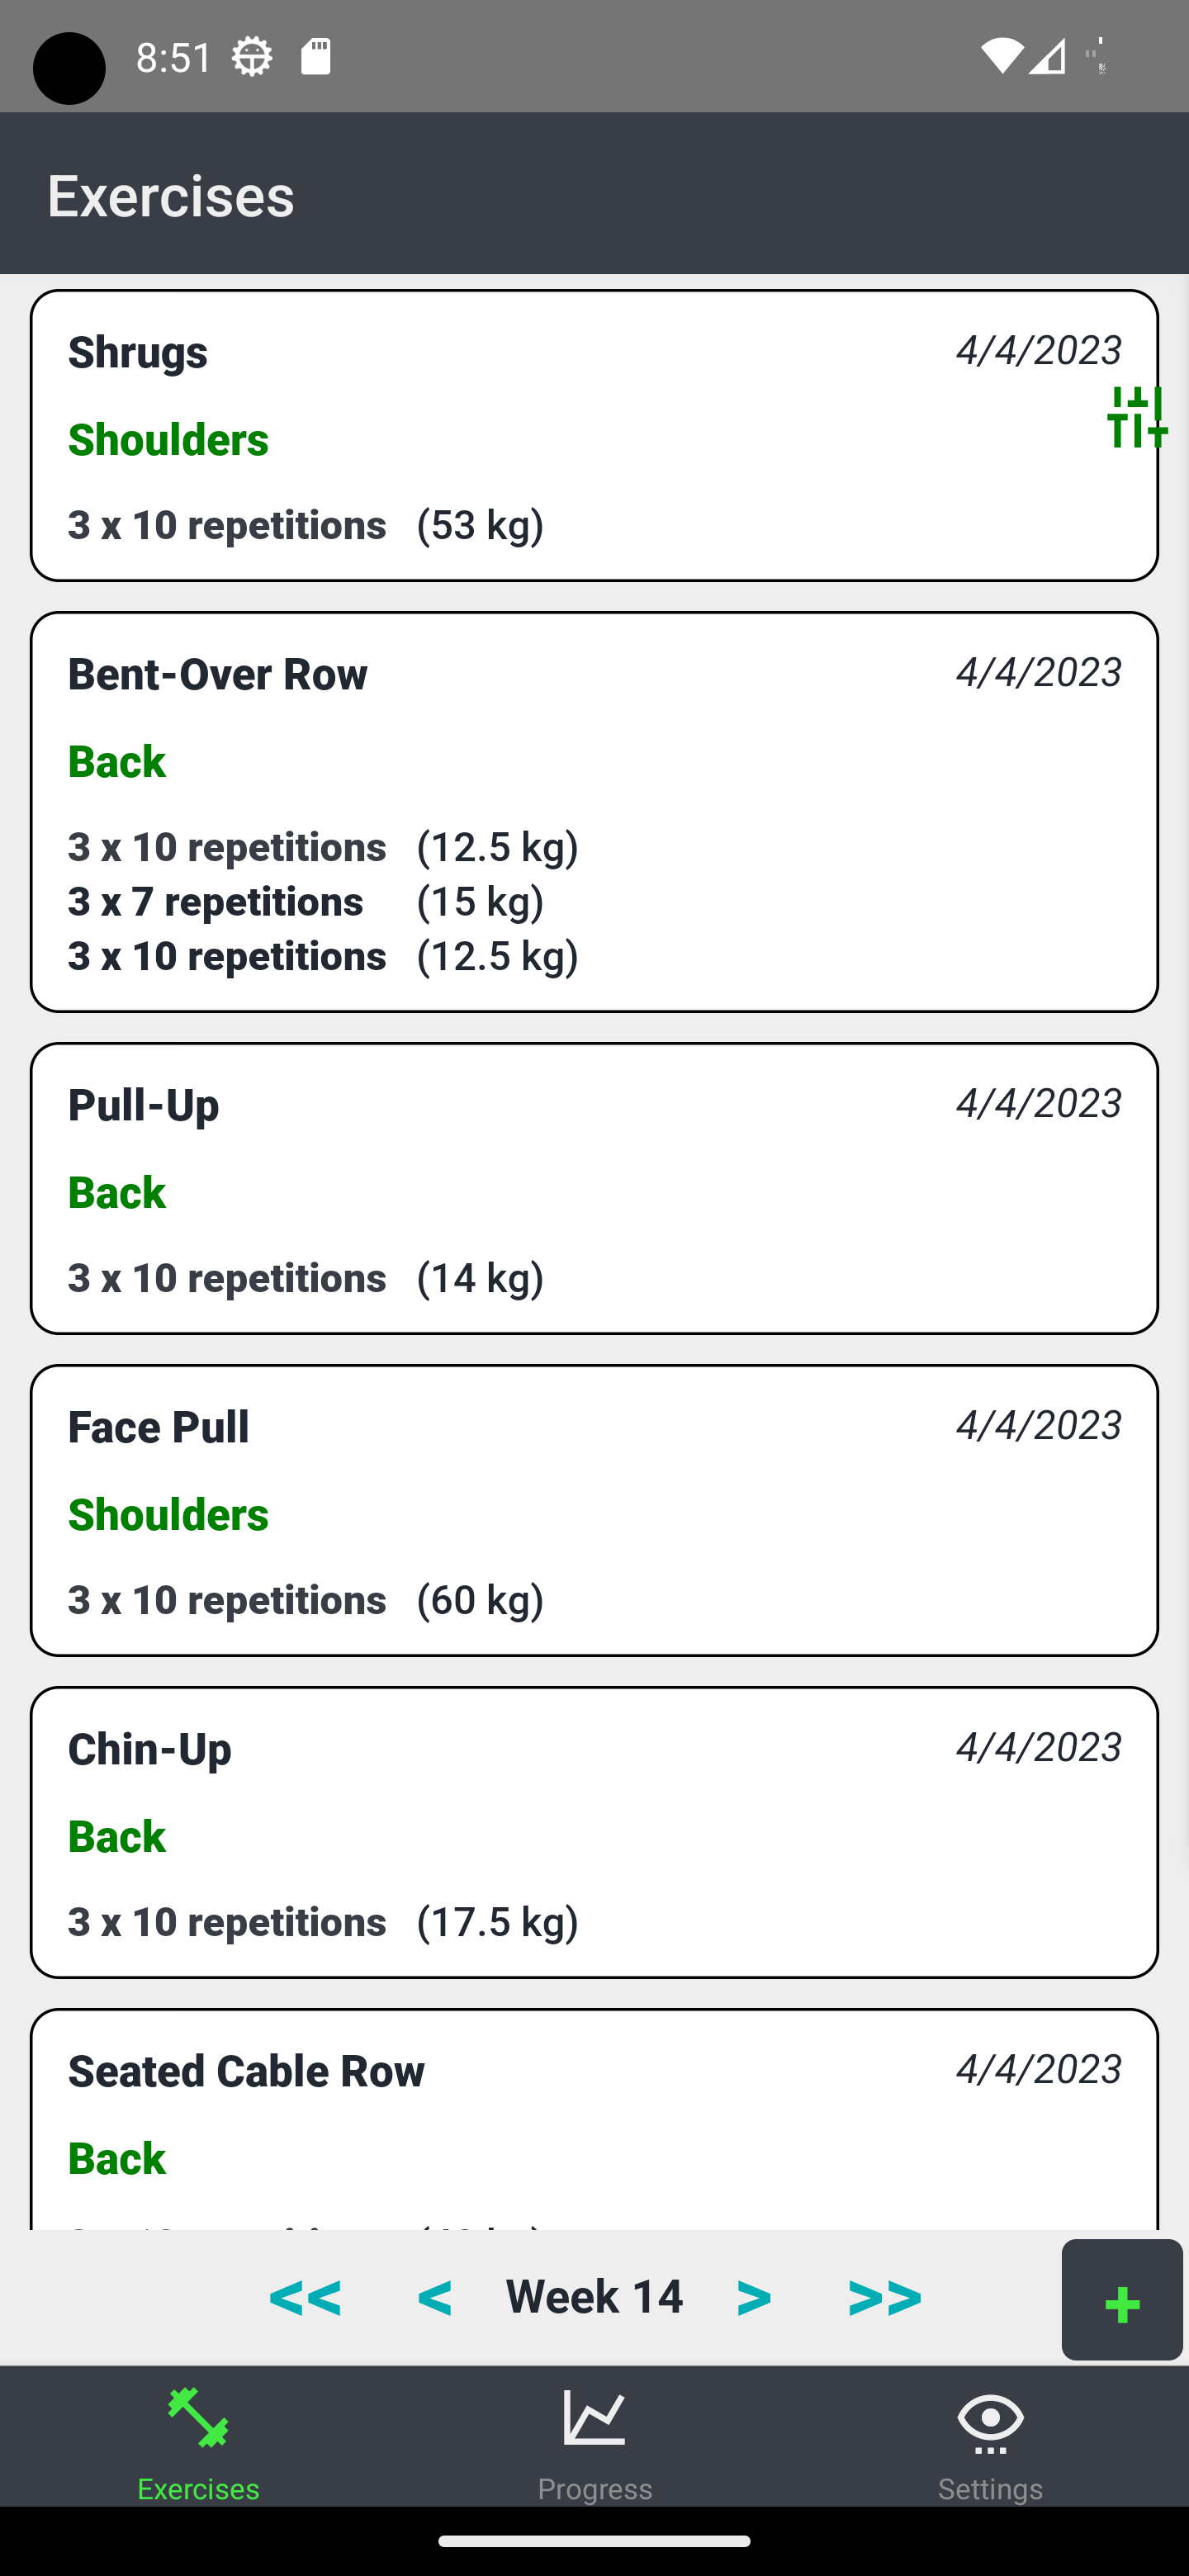 8:51
Exercises
Shrugs 4/4/2023
Shoulders
3 x 10 repetitions (53 kg)
Bent-Over Row 4/4/2023
Back
3 x 10 repetitions (12.5 kg)
3 x 7 repetitions (15 kg)
3 x 10 repetitions (12.5 kg)
Pull-Up 4/4/2023
Back
3 x 10 repetitions (14 kg)
Face Pull 4/4/2023
Shoulders
3 x 10 repetitions (60 kg)
Chin-Up 4/4/2023
Back
3 x 10 repetitions (17.5 kg)
Seated Cable Row 4/4/2023
Back
<< < Week 14 > >>
+
Exercises Progress Settings